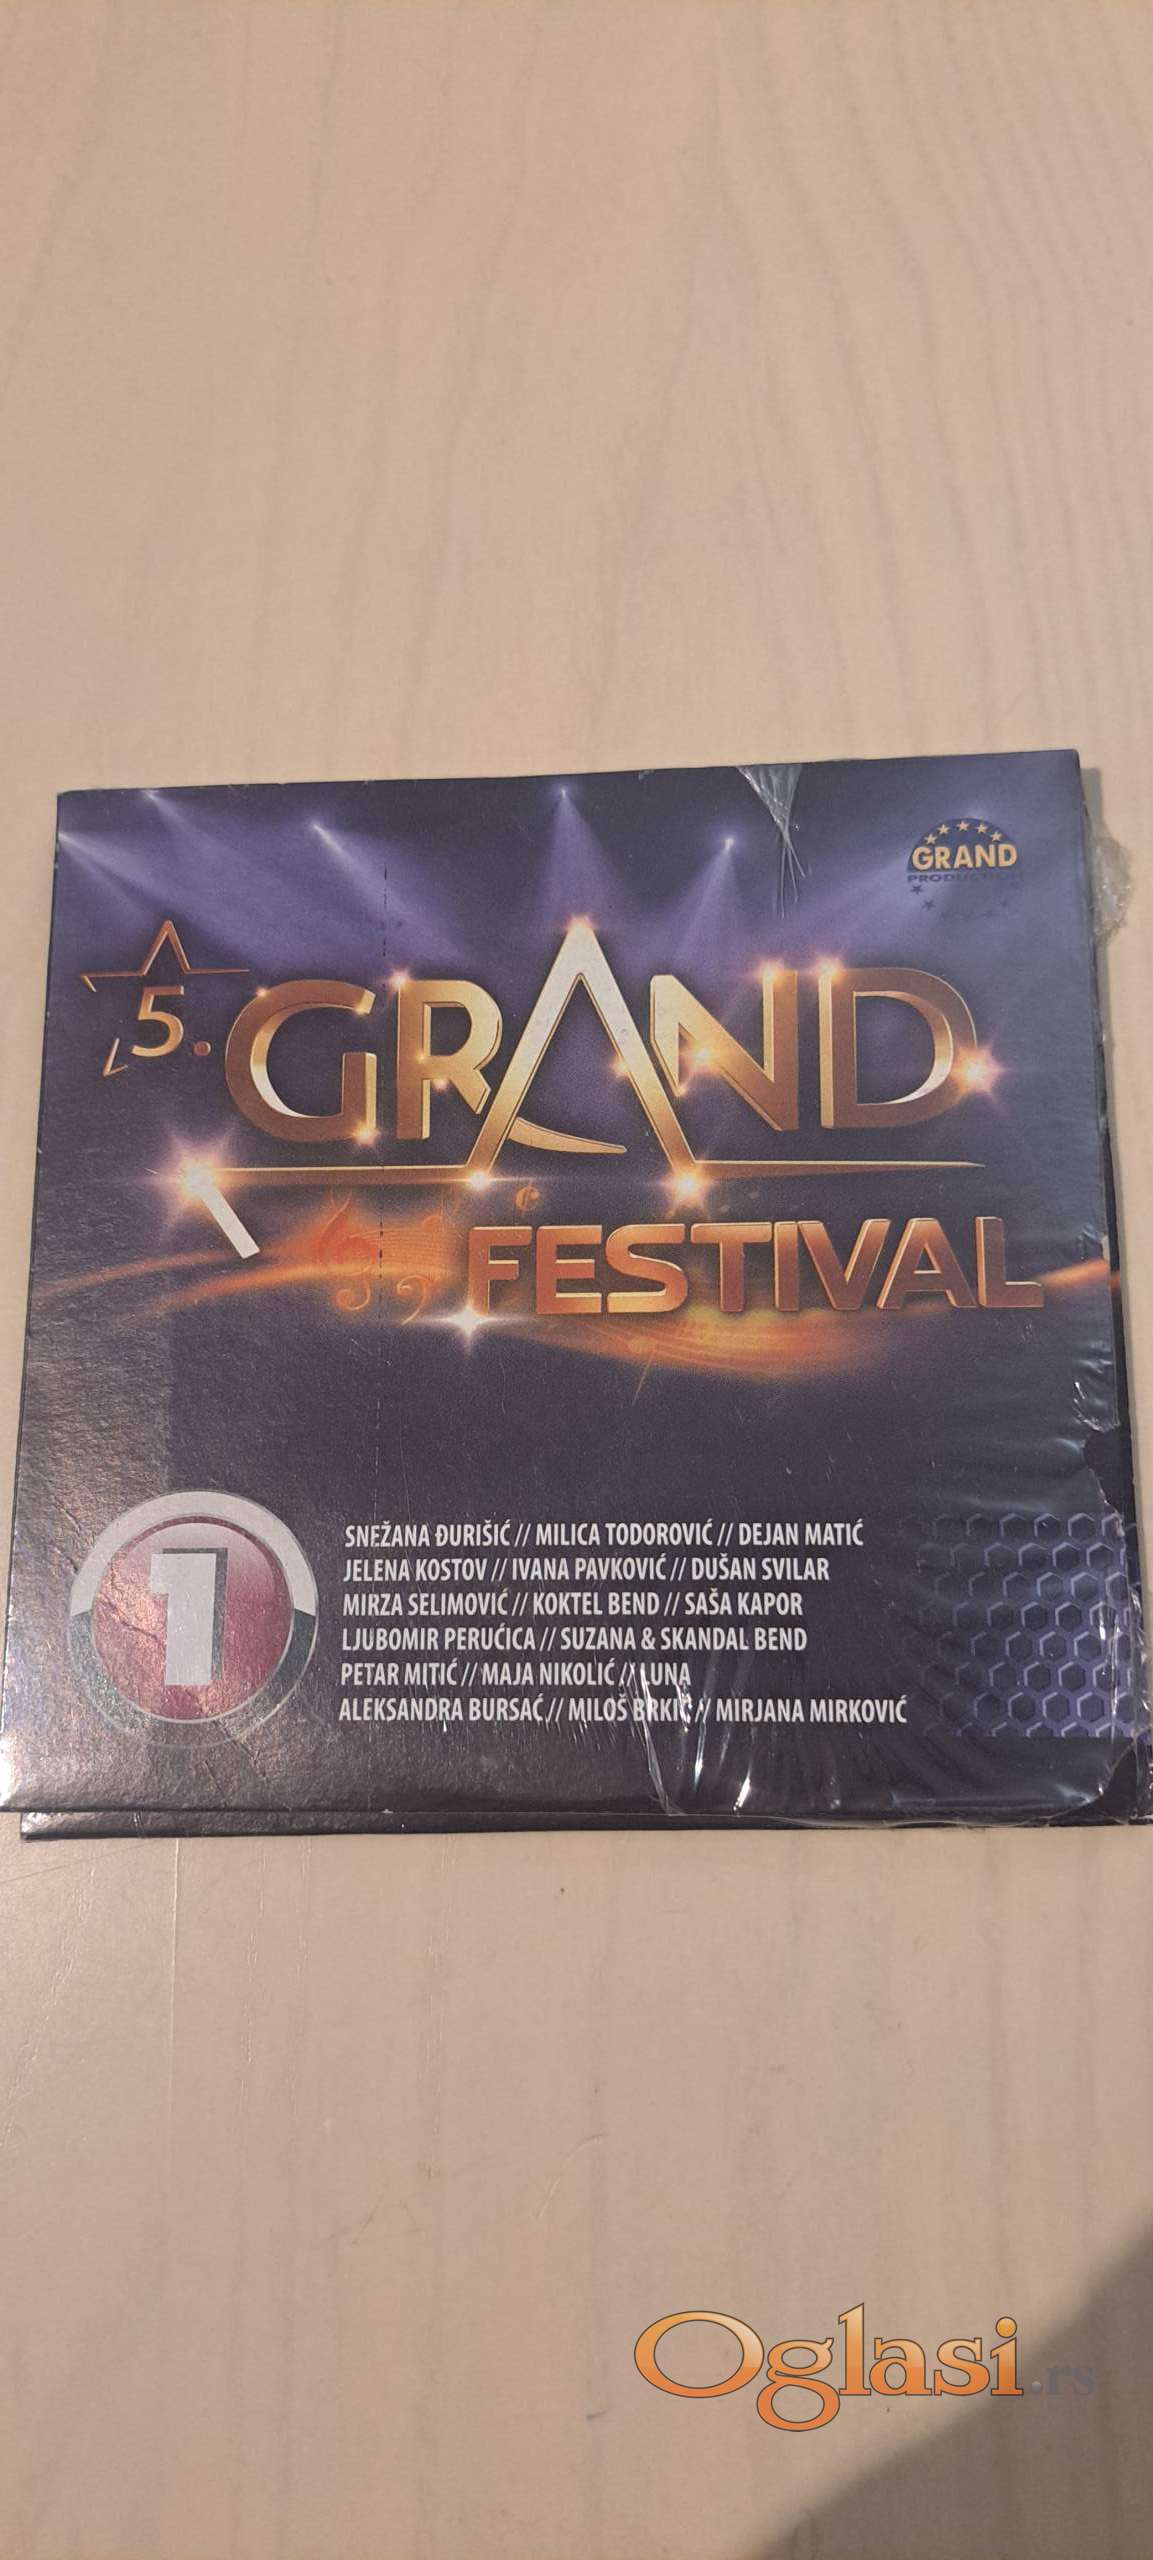 GRAND
PRODUCTION
5. GRAND
FESTIVAL
1
SNEŽANA ĐURIŠIĆ // MILICA TODOROVIĆ // DEJAN MATIĆ
JELENA KOSTOV // IVANA PAVKOVIĆ // DUŠAN SVILAR
MIRZA SELIMOVIĆ // KOKTEL BEND // SAŠA KAPOR
LJUBOMIR PERUĆICA // SUZANA & SKANDAL BEND
PETAR MITIĆ // MAJA NIKOLIĆ // LUNA
ALEKSANDRA BURSAĆ // MILOŠ BRKIĆ // MIRJANA MIRKOVIĆ
Oglasi.rs